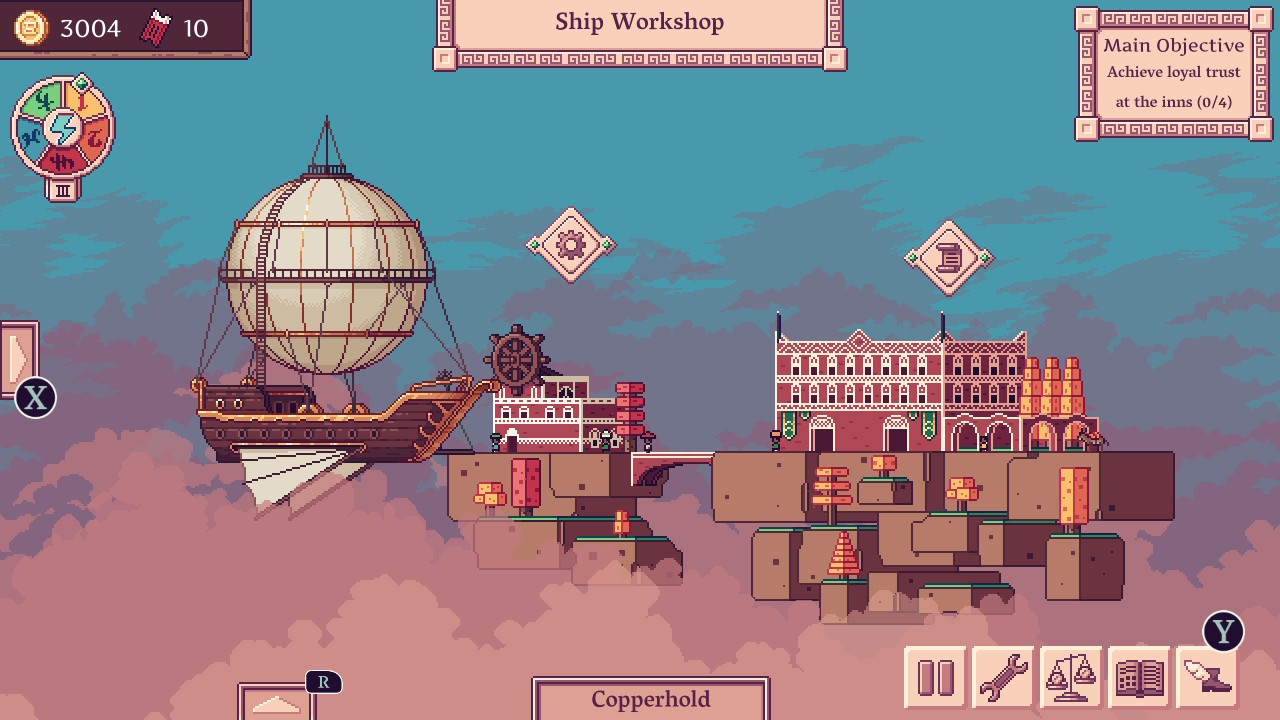 3004 10
Ship Workshop
Main Objective
Achieve loyal trust
at the inns (0/4)
III
X
Y
R
Copperhold